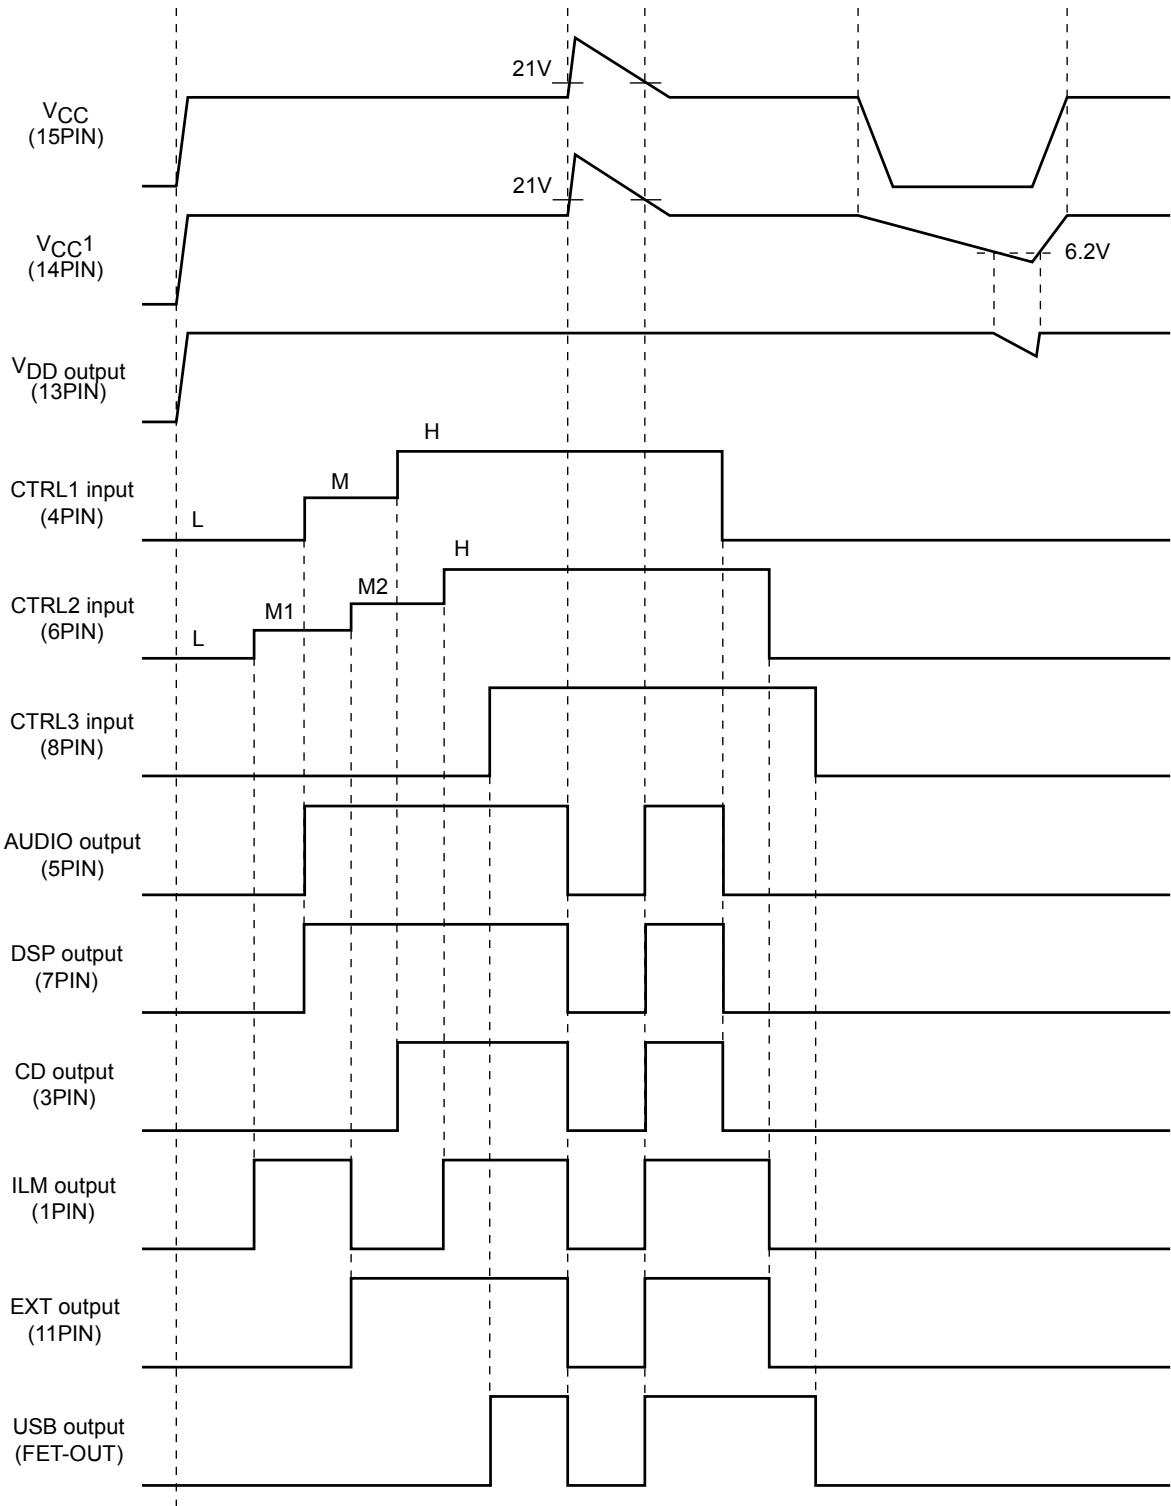 21V
VCC
(15PIN)
21V
VCC1
(14PIN)
6.2V
VDD output
(13PIN)
H
M
CTRL1 input
(4PIN)
L
H
M2
M1
CTRL2 input
(6PIN)
L
CTRL3 input
(8PIN)
AUDIO output
(5PIN)
DSP output
(7PIN)
CD output
(3PIN)
ILM output
(1PIN)
EXT output
(11PIN)
USB output
(FET-OUT)